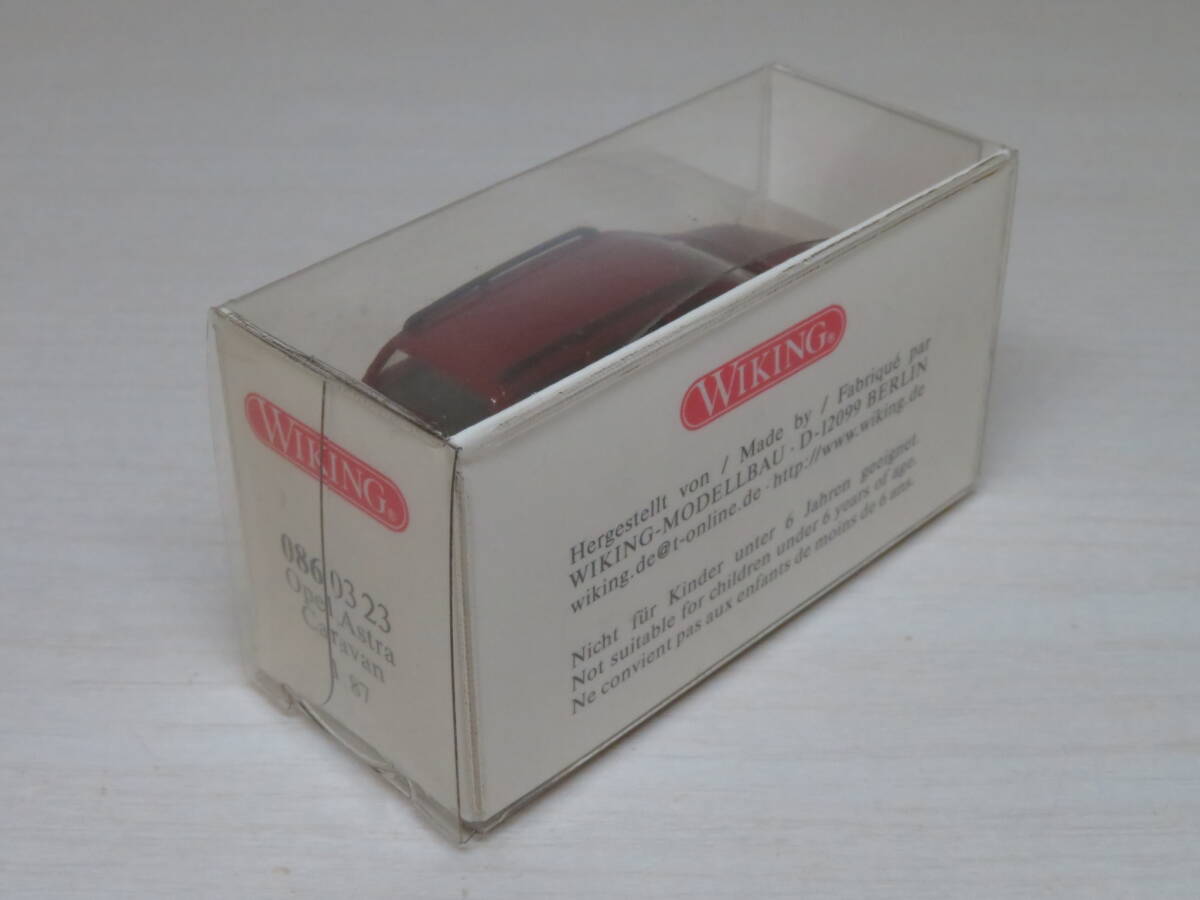 WIKING®
086 03 23
Opel Astra
Caravan
1 87
WIKING®
Hergestellt von / Made by / Fabriqué par
WIKING-MODELLBAU · D-12099 BERLIN
wiking.de@t-online.de · http://www.wiking.de
Nicht für Kinder unter 6 Jahren geeignet.
Not suitable for children under 6 years of age.
Ne convient pas aux enfants de moins de 6 ans.